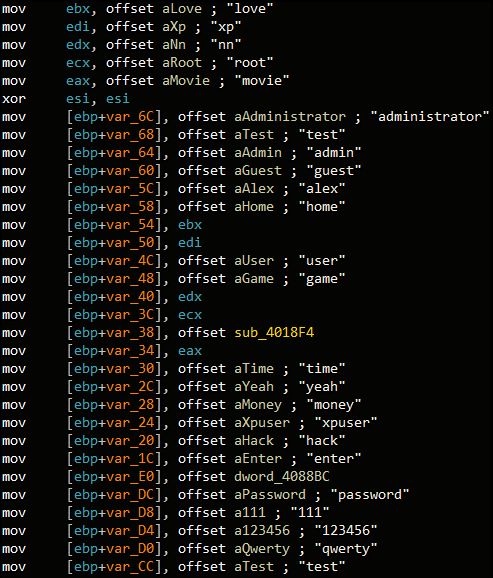 mov ebx, offset aLove ; "love"
mov edi, offset aXp ; "xp"
mov edx, offset aNn ; "nn"
mov ecx, offset aRoot ; "root"
mov eax, offset aMovie ; "movie"
xor esi, esi
mov [ebp+var_6C], offset aAdministrator ; "administrator"
mov [ebp+var_68], offset aTest ; "test"
mov [ebp+var_64], offset aAdmin ; "admin"
mov [ebp+var_60], offset aGuest ; "guest"
mov [ebp+var_5C], offset aAlex ; "alex"
mov [ebp+var_58], offset aHome ; "home"
mov [ebp+var_54], ebx
mov [ebp+var_50], edi
mov [ebp+var_4C], offset aUser ; "user"
mov [ebp+var_48], offset aGame ; "game"
mov [ebp+var_40], edx
mov [ebp+var_3C], ecx
mov [ebp+var_38], offset sub_4018F4
mov [ebp+var_34], eax
mov [ebp+var_30], offset aTime ; "time"
mov [ebp+var_2C], offset aYeah ; "yeah"
mov [ebp+var_28], offset aMoney ; "money"
mov [ebp+var_24], offset aXpuser ; "xpuser"
mov [ebp+var_20], offset aHack ; "hack"
mov [ebp+var_1C], offset aEnter ; "enter"
mov [ebp+var_E0], offset dword_4088BC
mov [ebp+var_DC], offset aPassword ; "password"
mov [ebp+var_D8], offset a111 ; "111"
mov [ebp+var_D4], offset a123456 ; "123456"
mov [ebp+var_D0], offset aQwerty ; "qwerty"
mov [ebp+var_CC], offset aTest ; "test"